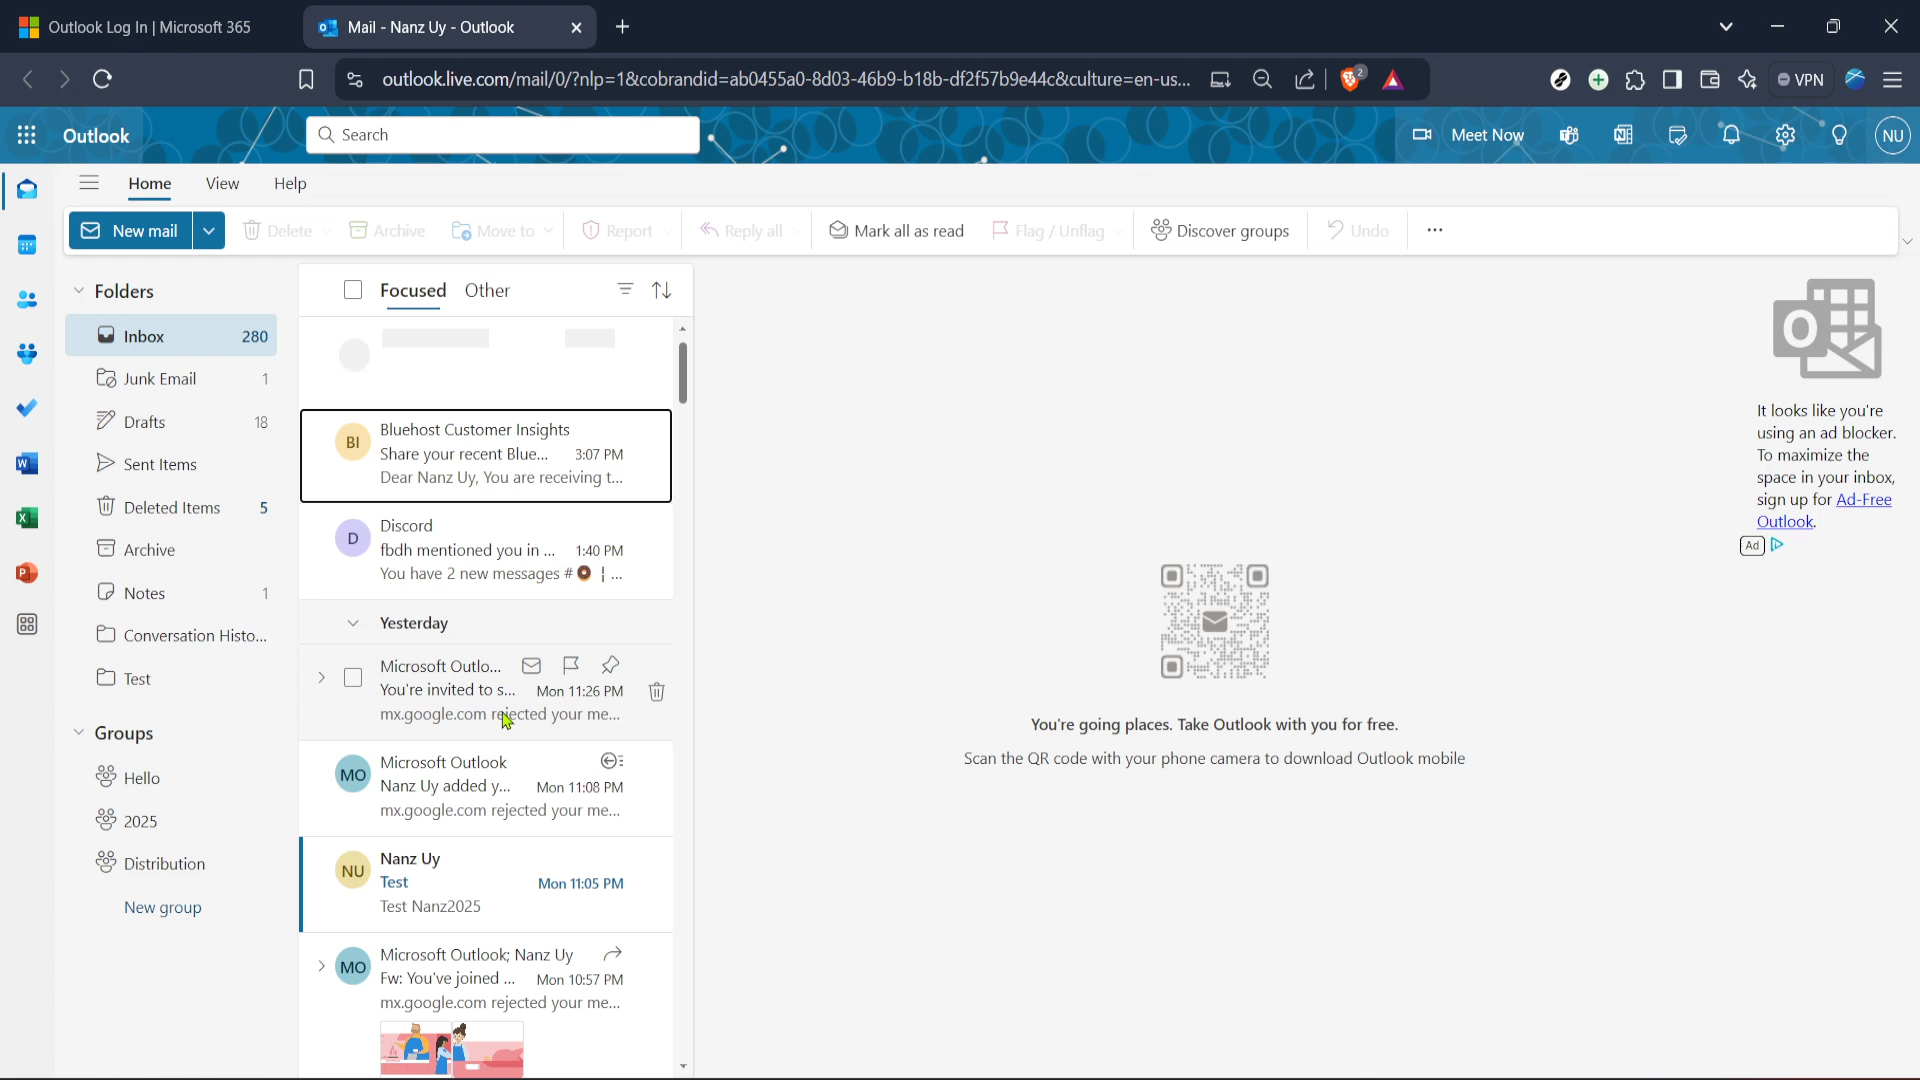 Outlook Log In | Microsoft 365
Mail - Nanz Uy - Outlook
outlook.live.com/mail/0/?nlp=1&cobrandid=ab0455a0-8d03-46b9-b18b-df2f57b9e44c&culture=en-us...
2
VPN
Outlook
Search
Meet Now
NU
Home
View
Help
New mail
Delete
Archive
Move to
Report
Reply all
Mark all as read
Flag / Unflag
Discover groups
Undo
Folders
Inbox 280
Junk Email 1
Drafts 18
Sent Items
Deleted Items 5
Archive
Notes 1
Conversation Histo...
Test
Groups
Hello
2025
Distribution
New group
Focused
Other
BI
Bluehost Customer Insights
Share your recent Blue... 3:07 PM
Dear Nanz Uy, You are receiving t...
D
Discord
fbdh mentioned you in ... 1:40 PM
You have 2 new messages # 🍩 ¦ ...
Yesterday
Microsoft Outlo...
You're invited to s... Mon 11:26 PM
mx.google.com rejected your me...
MO
Microsoft Outlook
Nanz Uy added y... Mon 11:08 PM
mx.google.com rejected your me...
NU
Nanz Uy
Test Mon 11:05 PM
Test Nanz2025
MO
Microsoft Outlook; Nanz Uy
Fw: You've joined ... Mon 10:57 PM
mx.google.com rejected your me...
You're going places. Take Outlook with you for free.
Scan the QR code with your phone camera to download Outlook mobile
It looks like you're
using an ad blocker.
To maximize the
space in your inbox,
sign up for Ad-Free
Outlook.
Ad